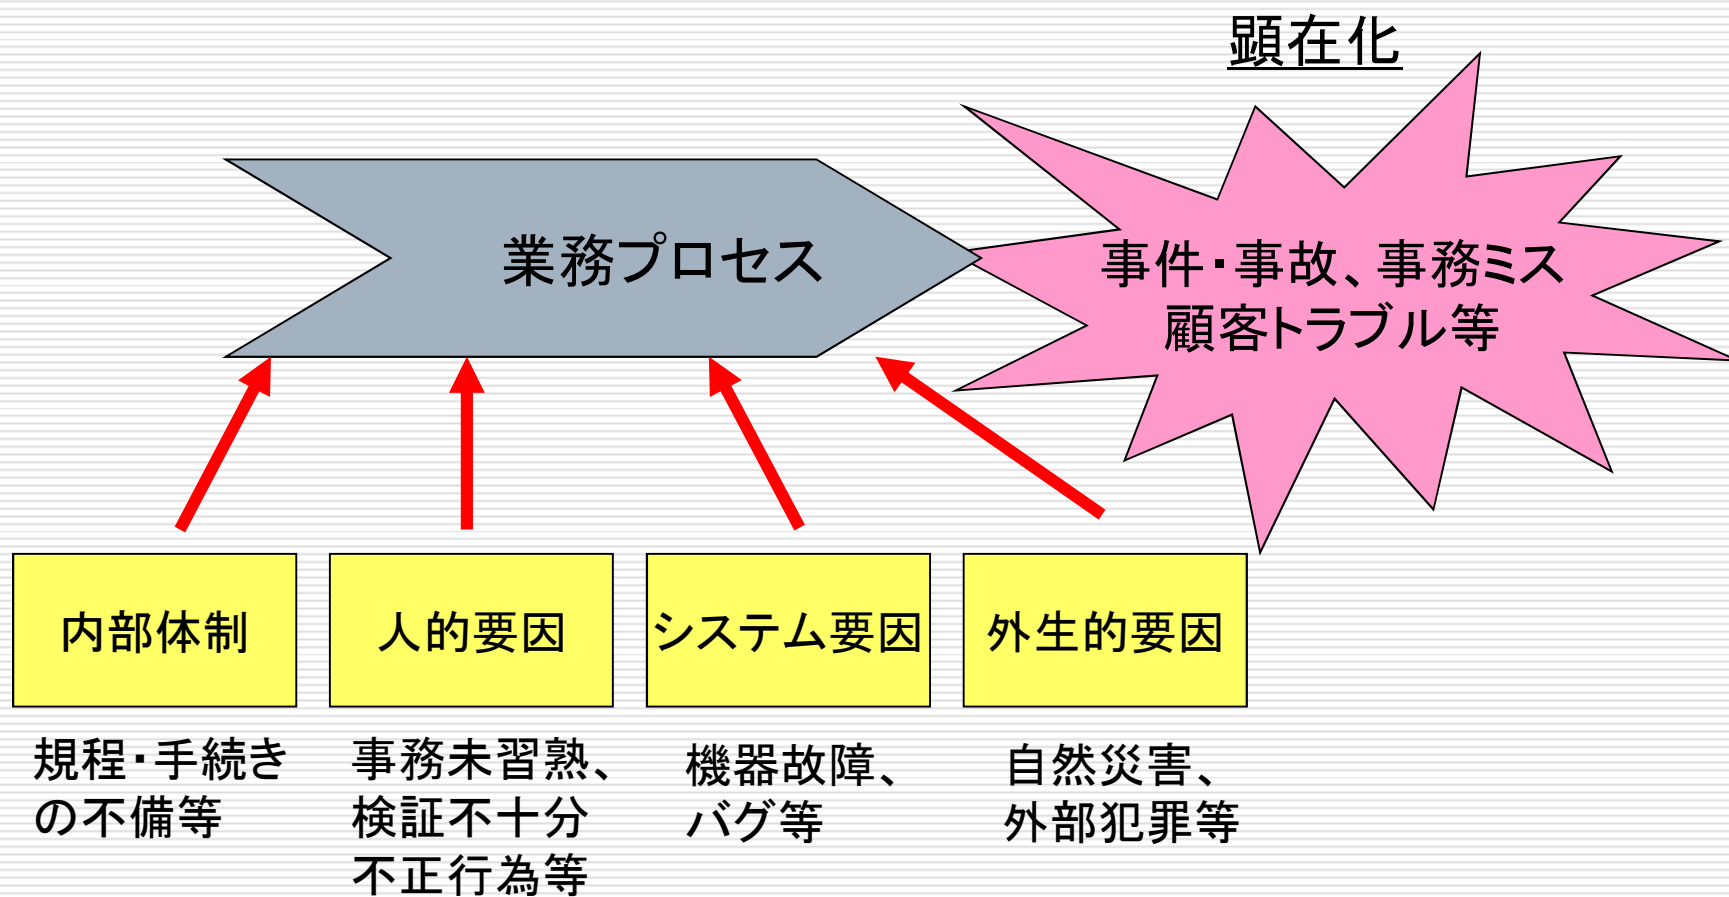 顕在化
業務プロセス
事件・事故、事務ミス
顧客トラブル等
内部体制
人的要因
システム要因
外生的要因
規程・手続き
の不備等
事務未習熟、
検証不十分
不正行為等
機器故障、
バグ等
自然災害、
外部犯罪等